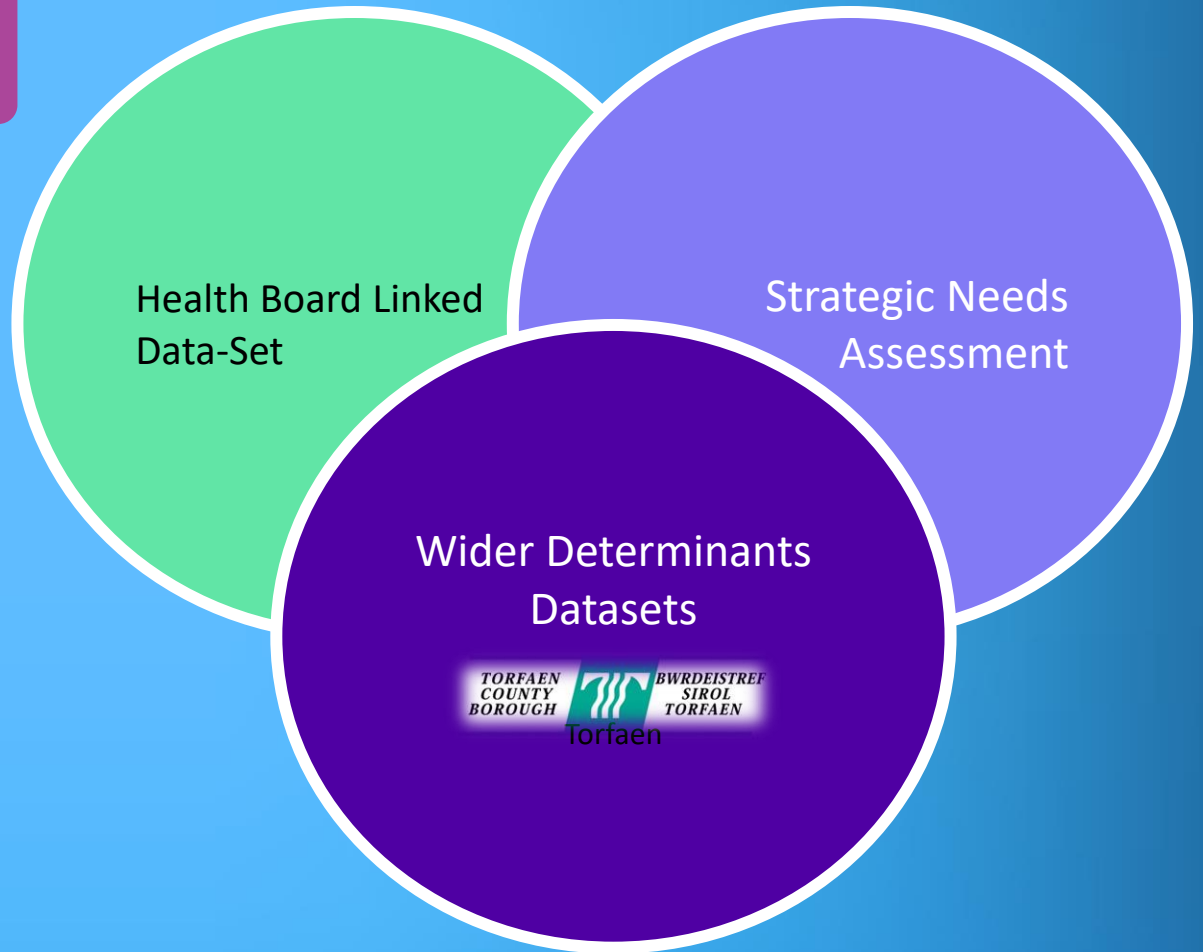 Health Board Linked
Data-Set
Strategic Needs
Assessment
Wider Determinants
Datasets
TORFAEN
COUNTY
BOROUGH
BWRDEISTREF
SIROL
TORFAEN
Torfaen